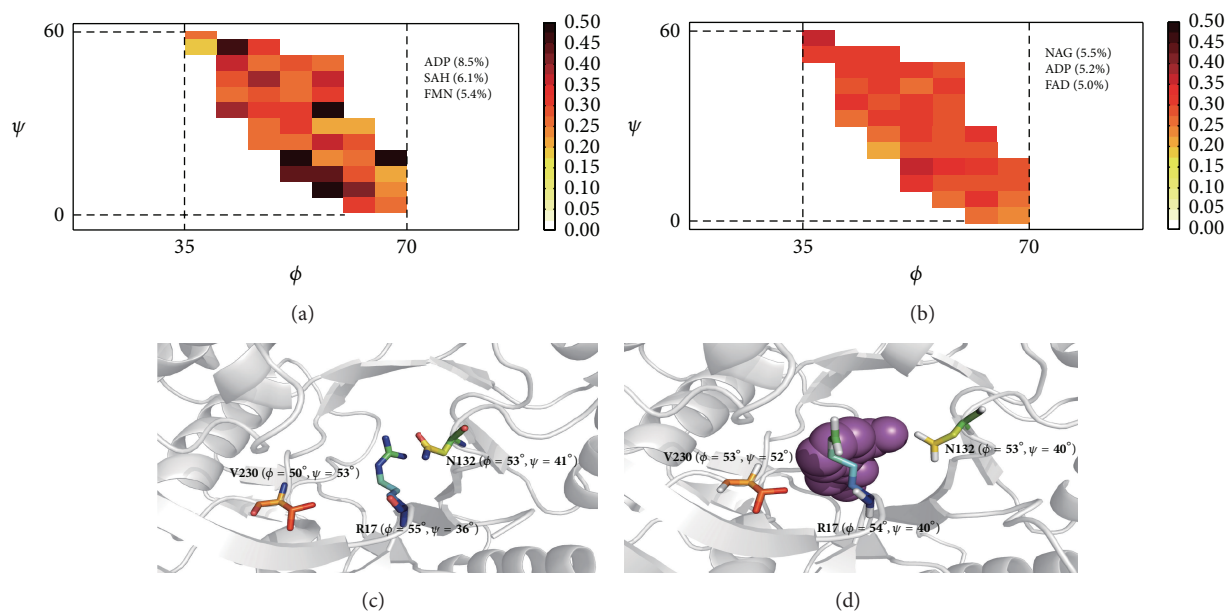 60
ψ
0
35
70
ϕ
ADP (8.5%)
SAH (6.1%)
FMN (5.4%)
0.50
0.45
0.40
0.35
0.30
0.25
0.20
0.15
0.10
0.05
0.00
(a)
60
ψ
0
35
70
ϕ
NAG (5.5%)
ADP (5.2%)
FAD (5.0%)
0.50
0.45
0.40
0.35
0.30
0.25
0.20
0.15
0.10
0.05
0.00
(b)
V230 (ϕ = 50°, ψ = 53°)
N132 (ϕ = 53°, ψ = 41°)
R17 (ϕ = 55°, ψ = 36°)
(c)
V230 (ϕ = 53°, ψ = 52°)
N132 (ϕ = 53°, ψ = 40°)
R17 (ϕ = 54°, ψ = 40°)
(d)